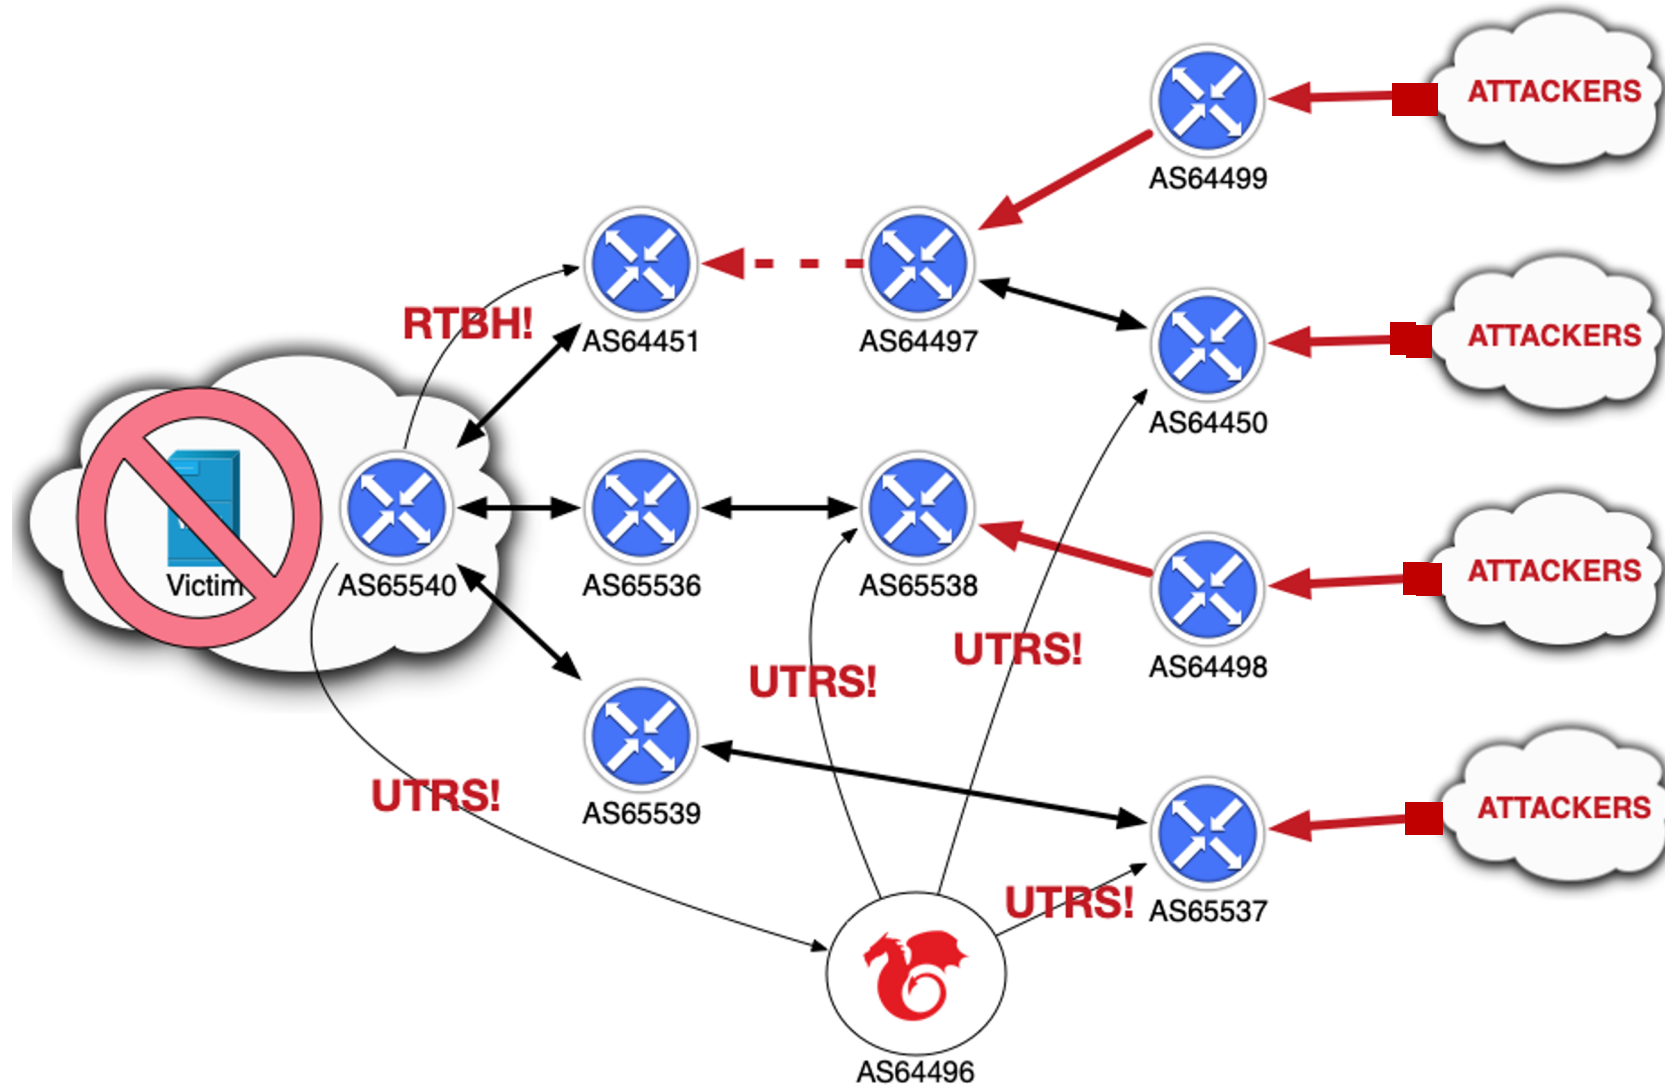 ATTACKERS
AS64499
RTBH!
AS64451
AS64497
ATTACKERS
AS64450
Victim
AS65540
AS65536
AS65538
ATTACKERS
AS64498
UTRS!
UTRS!
UTRS!
AS65539
ATTACKERS
UTRS!
AS65537
AS64496